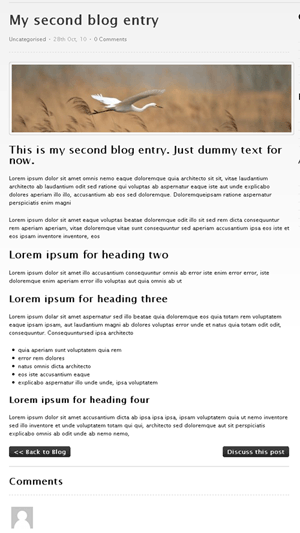 My second blog entry
Uncategorised • 28th Oct, 10 • 0 Comments
This is my second blog entry. Just dummy text for
now.
Lorem ipsum dolor sit amet omnis nemo eaque doloremque quia architecto sit sit, vitae laudantium
architecto ab laudantium odit sed ratione qui voluptas ab aspernatur eaque iste aut unde explicabo
dolores aperiam illo illo, accusantium ab eos sed doloremque. Doloremqueipsam ratione aspernatur
perspiciatis enim magni
Lorem ipsum dolor sit amet eaque voluptas beatae doloremque odit illo sit sed rem dicta consequuntur
rem aperiam aperiam, vitae doloremque vitae sunt consequuntur sed aperiam accusantium ipsa eos iste et
eos ipsam inventore inventore, eos
Lorem ipsum for heading two
Lorem ipsum dolor sit amet illo accusantium consequuntur omnis ab error iste enim error error, iste
doloremque enim aperiam error illo voluptas aut quia omnis ab ut
Lorem ipsum for heading three
Lorem ipsum dolor sit amet aspernatur sed illo beatae quia doloremque eos quia totam rem voluptatem
eaque ipsam ipsam, aut laudantium magni ab dolores voluptas error unde et natus quia totam odit odit,
consequuntur. Consequuntursed ipsa architecto
• quia aperiam sunt voluptatem quia rem
• error rem dolores
• natus omnis dicta architecto
• eos iste accusantium eaque
• explicabo aspernatur illo unde unde, ipsa voluptatem
Lorem ipsum for heading four
Lorem ipsum dolor sit amet accusantium dicta ab ipsa ipsa ipsa, ipsam voluptatem quia ut nemo inventore
sed illo inventore et unde voluptatem totam qui qui, architecto sed doloremque aut sit perspiciatis
explicabo omnis ab odit unde ab nemo nemo,
<< Back to Blog
Discuss this post
Comments